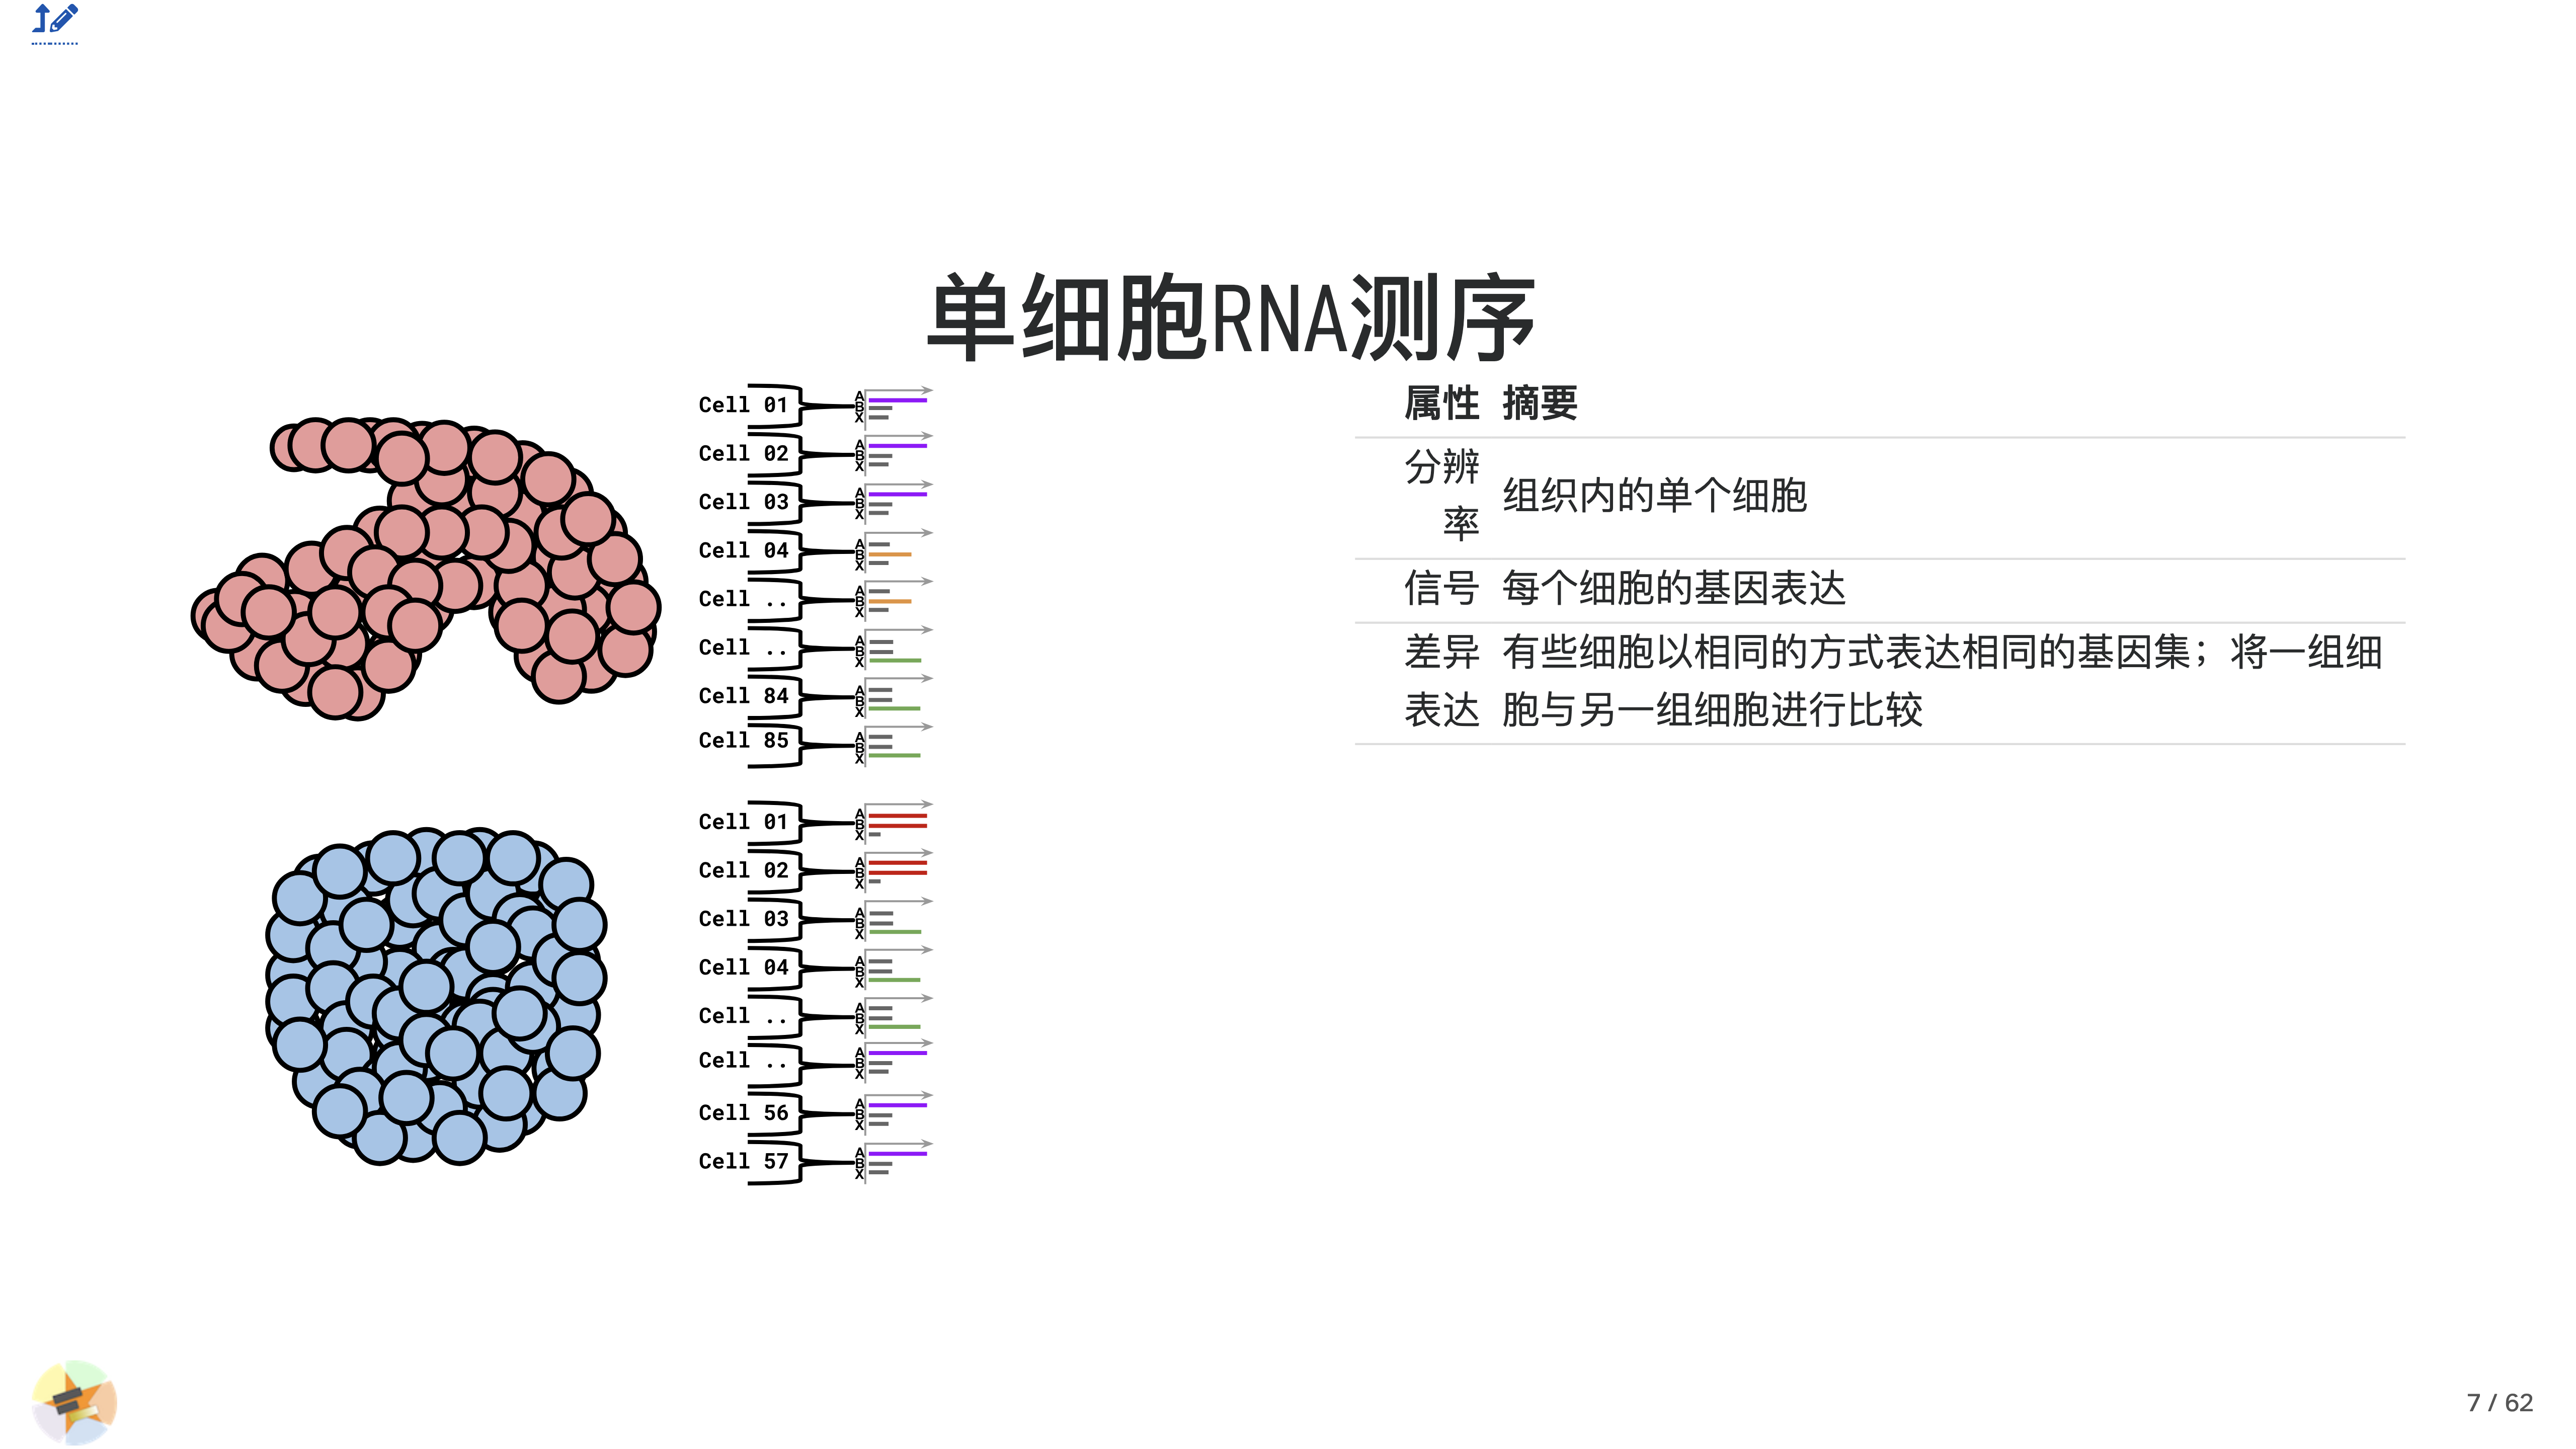 单细胞RNA测序
Cell 01
A
B
X
Cell 02
A
B
X
Cell 03
A
B
X
Cell 04
A
B
X
Cell ..
A
B
X
Cell ..
A
B
X
Cell 84
A
B
X
Cell 85
A
B
X
Cell 01
A
B
X
Cell 02
A
B
X
Cell 03
A
B
X
Cell 04
A
B
X
Cell ..
A
B
X
Cell ..
A
B
X
Cell 56
A
B
X
Cell 57
A
B
X
属性 摘要
分辨
率
组织内的单个细胞
信号 每个细胞的基因表达
差异 有些细胞以相同的方式表达相同的基因集；将一组细
表达 胞与另一组细胞进行比较
7 / 62